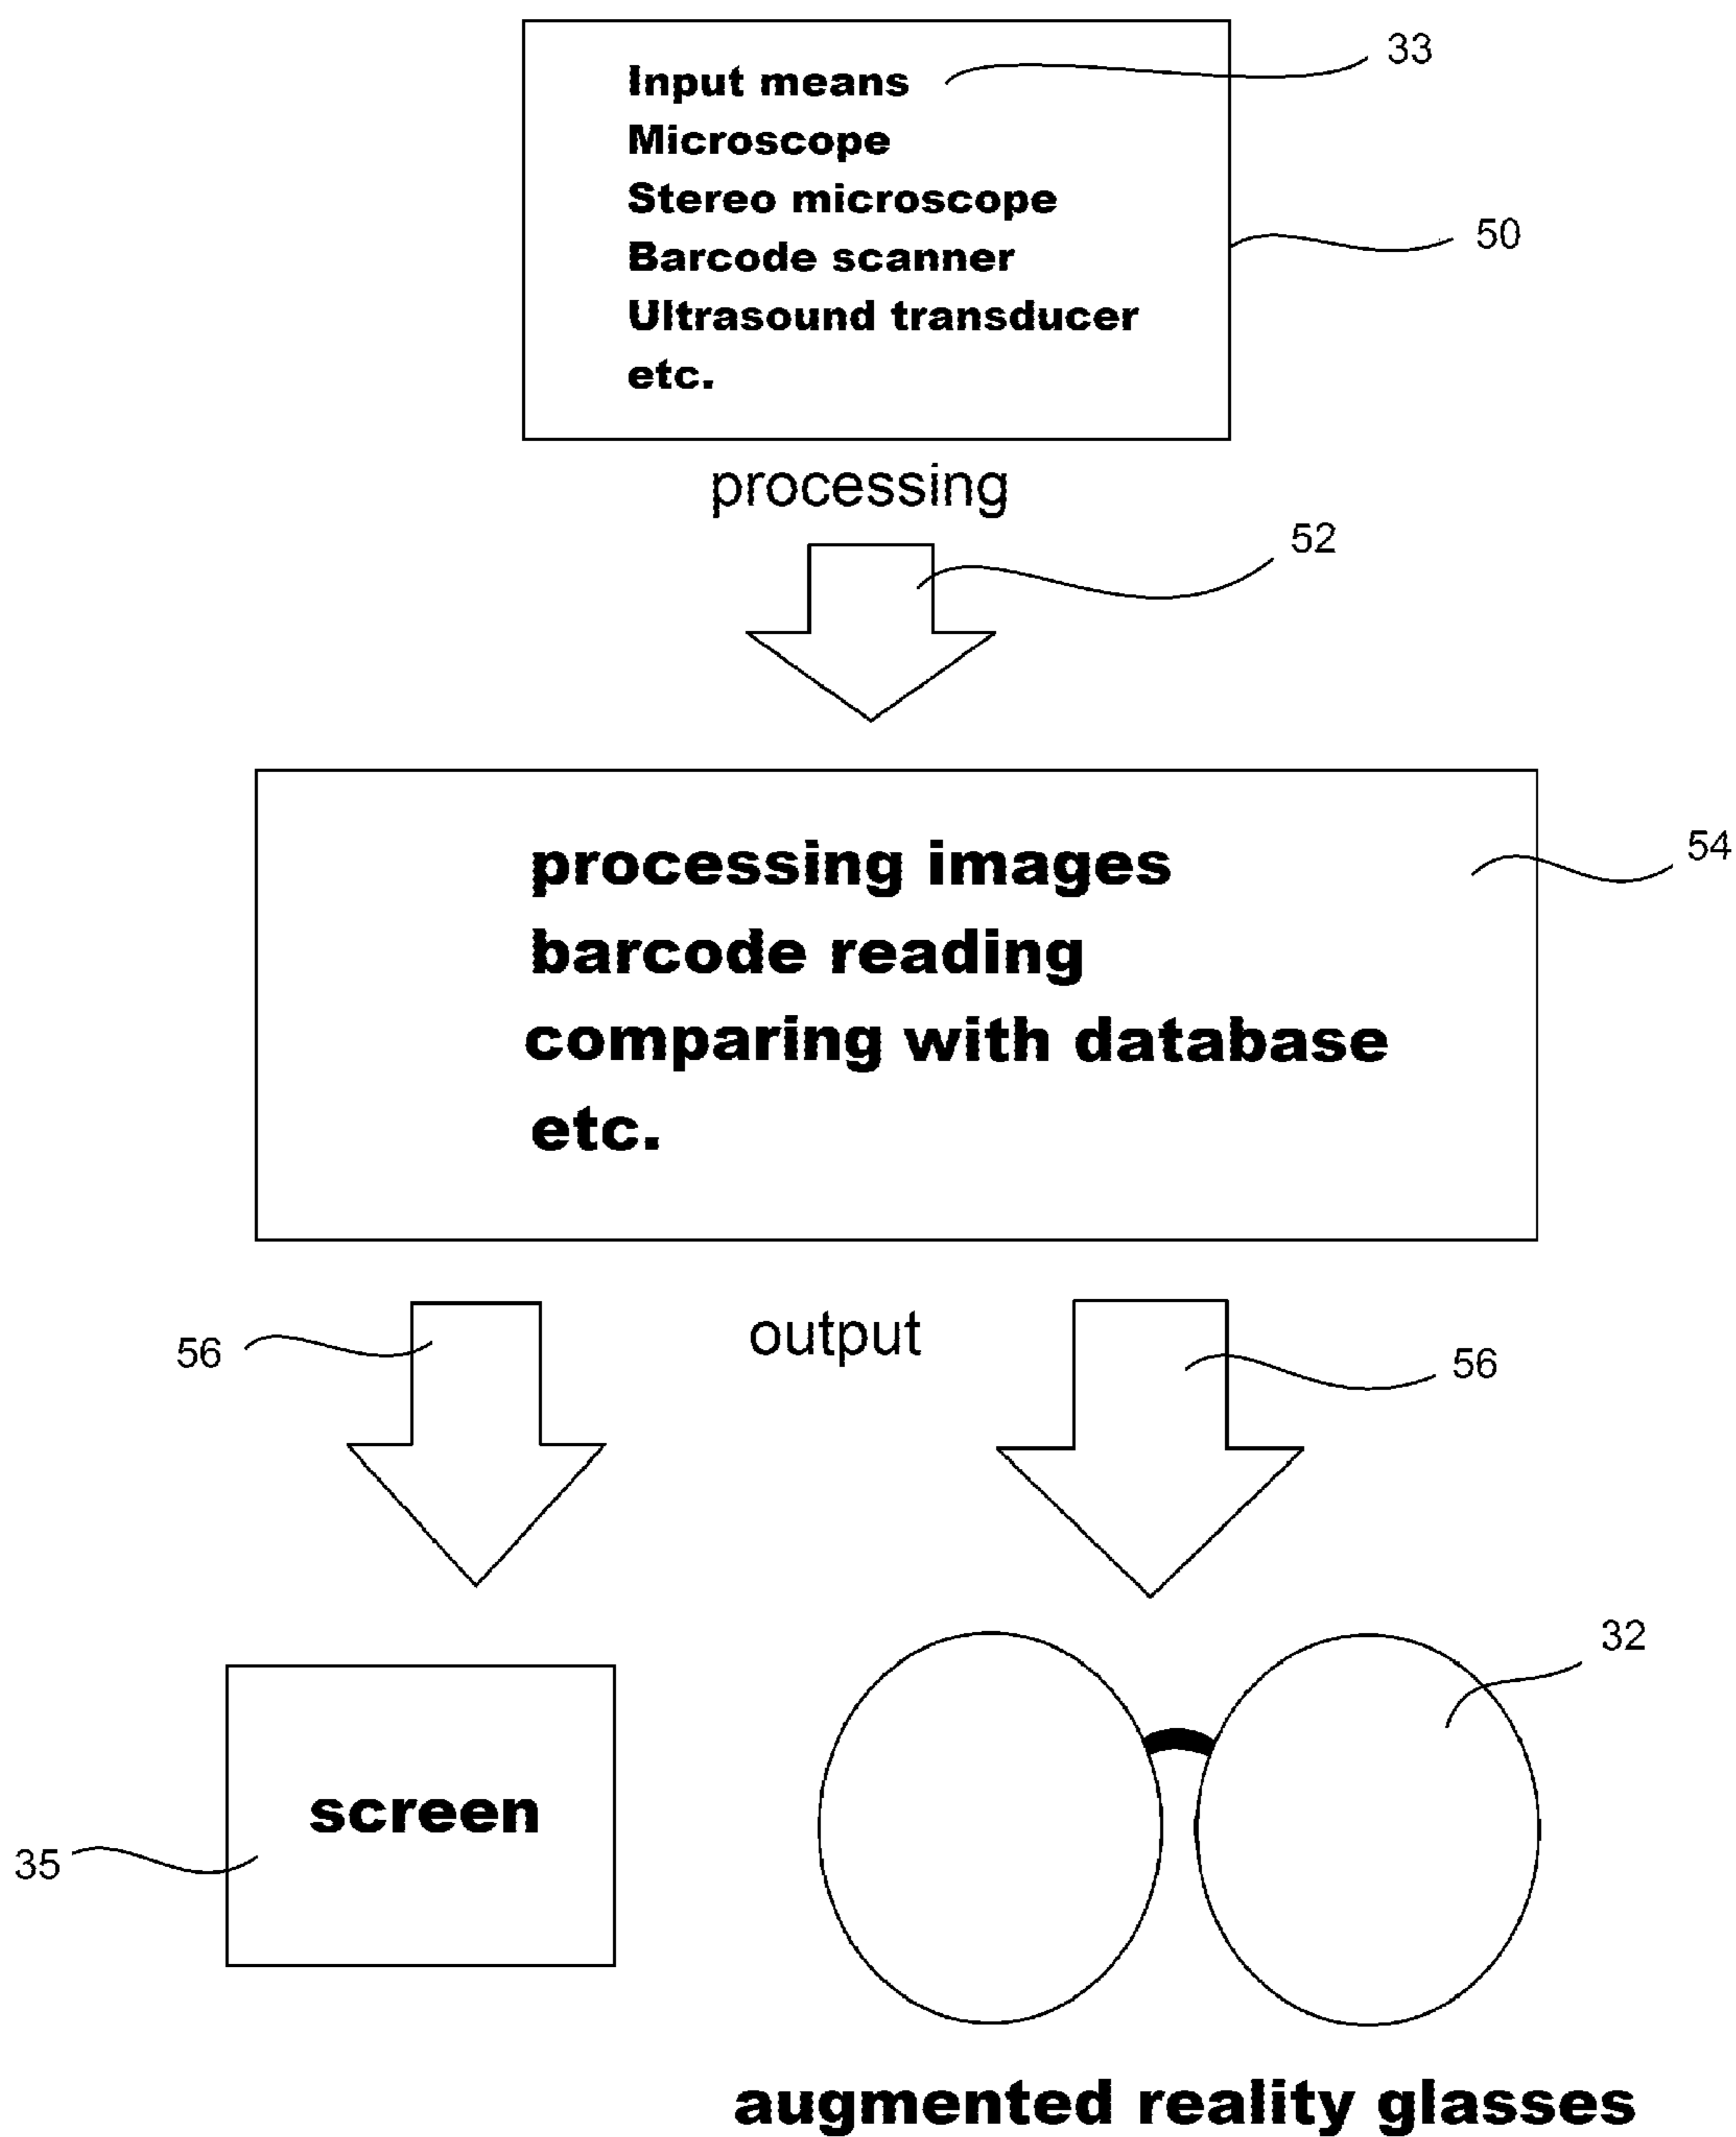 Input means
33
Microscope
Stereo microscope
50
Barcode scanner
Ultrasound transducer
etc.
processing
52
processing images
54
barcode reading
comparing with database
etc.
56
output
56
32
screen
35
augmented reality glasses